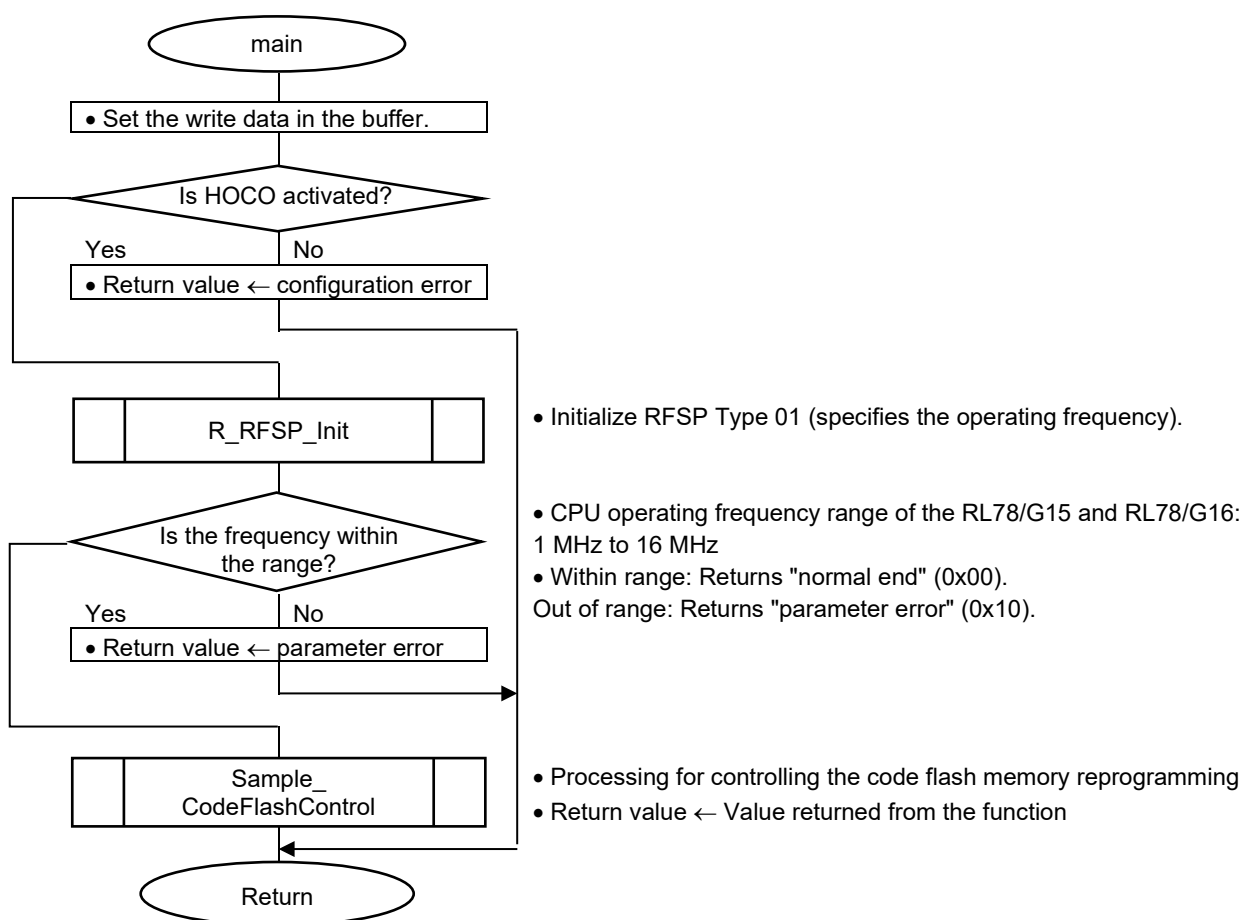 main
• Set the write data in the buffer.
Is HOCO activated?
Yes
No
• Return value ← configuration error
R_RFSP_Init
• Initialize RFSP Type 01 (specifies the operating frequency).
Is the frequency within
the range?
• CPU operating frequency range of the RL78/G15 and RL78/G16:
1 MHz to 16 MHz
• Within range: Returns "normal end" (0x00).
Out of range: Returns "parameter error" (0x10).
Yes
No
• Return value ← parameter error
Sample_
CodeFlashControl
• Processing for controlling the code flash memory reprogramming
• Return value ← Value returned from the function
Return